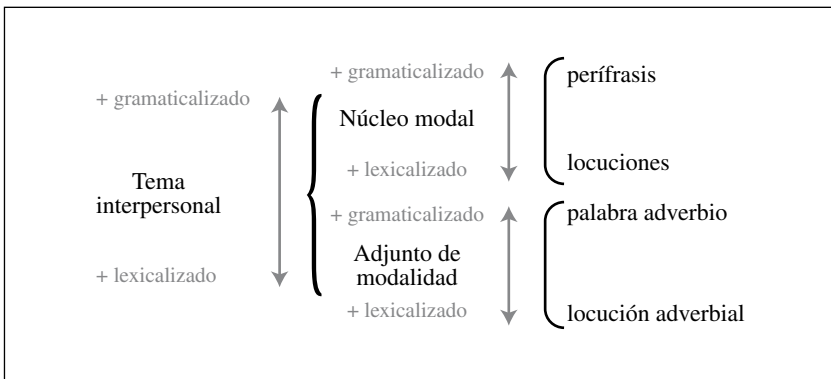 + gramaticalizado
Tema
interpersonal
+ lexicalizado
+ gramaticalizado
Núcleo modal
+ lexicalizado
+ gramaticalizado
Adjunto de
modalidad
+ lexicalizado
perífrasis
locuciones
palabra adverbio
locución adverbial